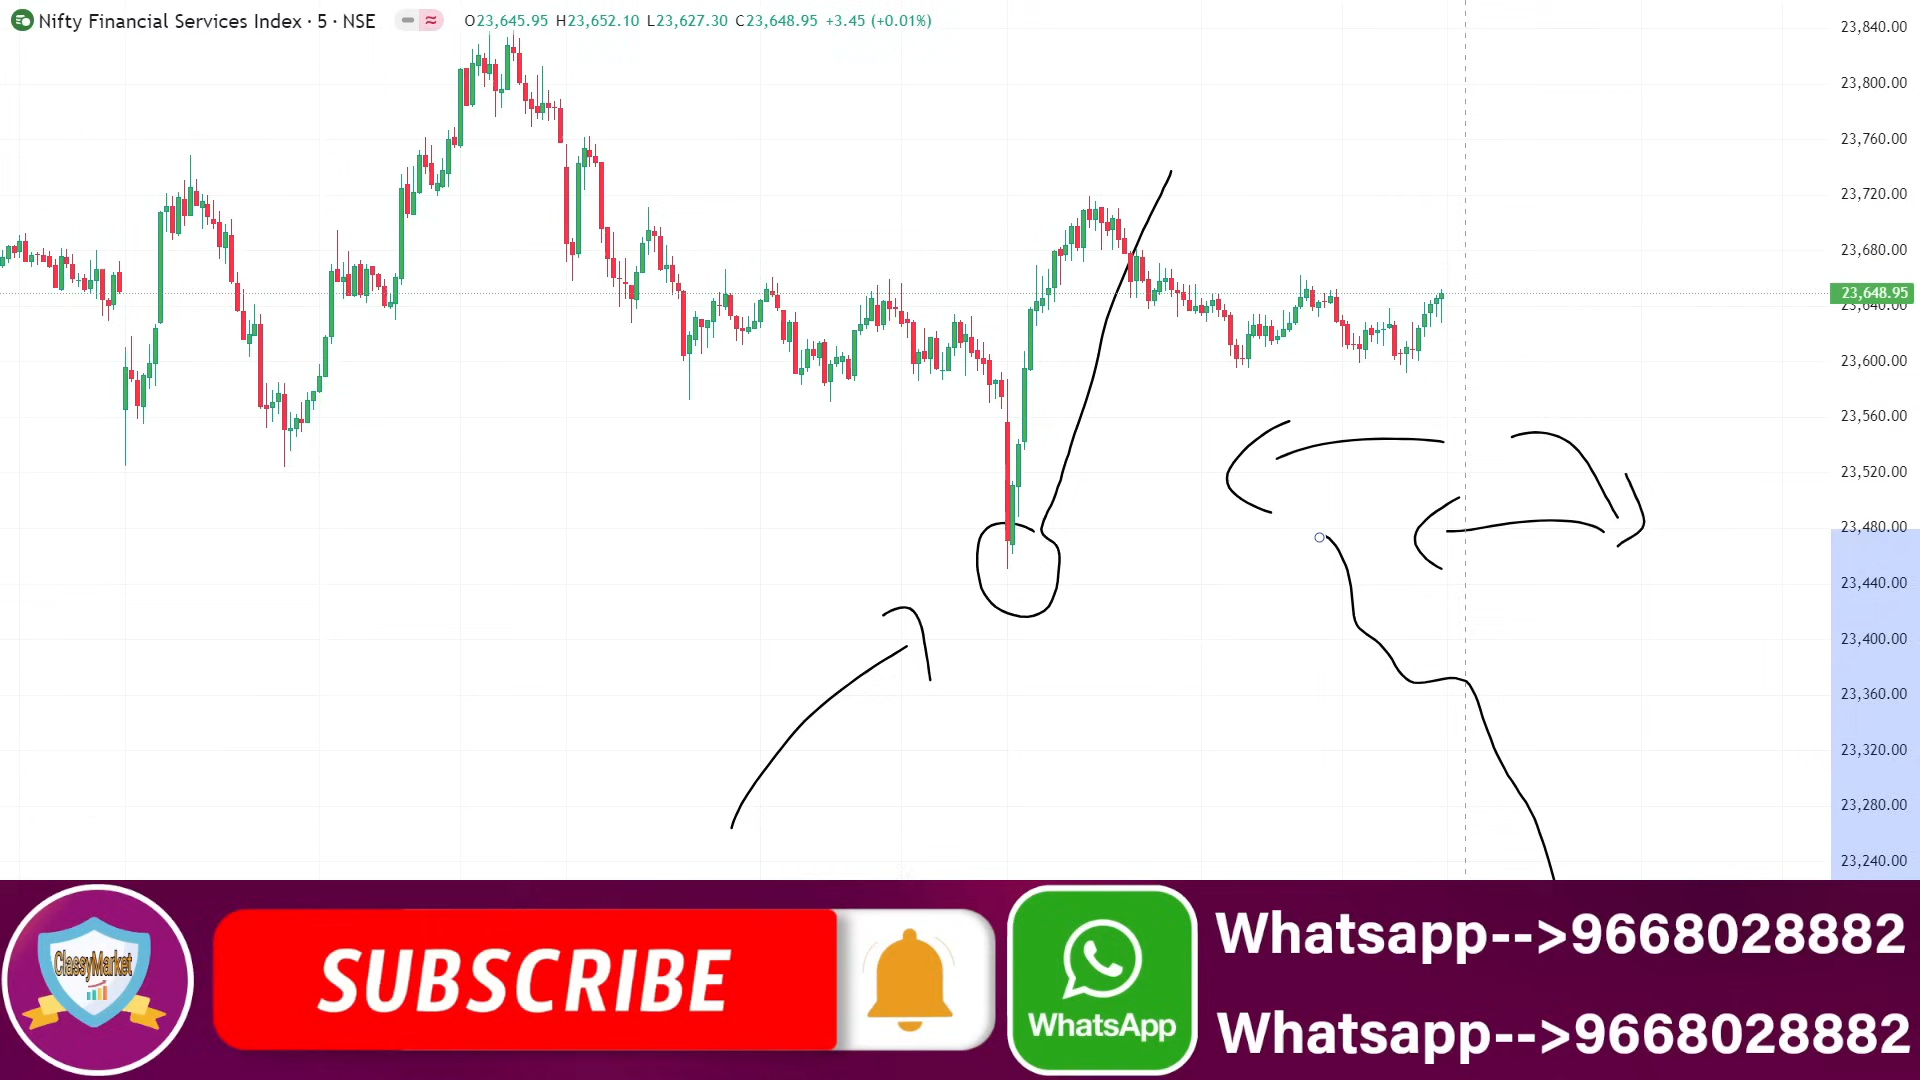 Nifty Financial Services Index · 5 · NSE
O23,645.95 H23,652.10 L23,627.30 C23,648.95 +3.45 (+0.01%)
23,840.00
23,800.00
23,760.00
23,720.00
23,680.00
23,648.95
23,640.00
23,600.00
23,560.00
23,520.00
23,480.00
23,440.00
23,400.00
23,360.00
23,320.00
23,280.00
23,240.00
ClassyMarket
SUBSCRIBE
WhatsApp
Whatsapp-->9668028882
Whatsapp-->9668028882